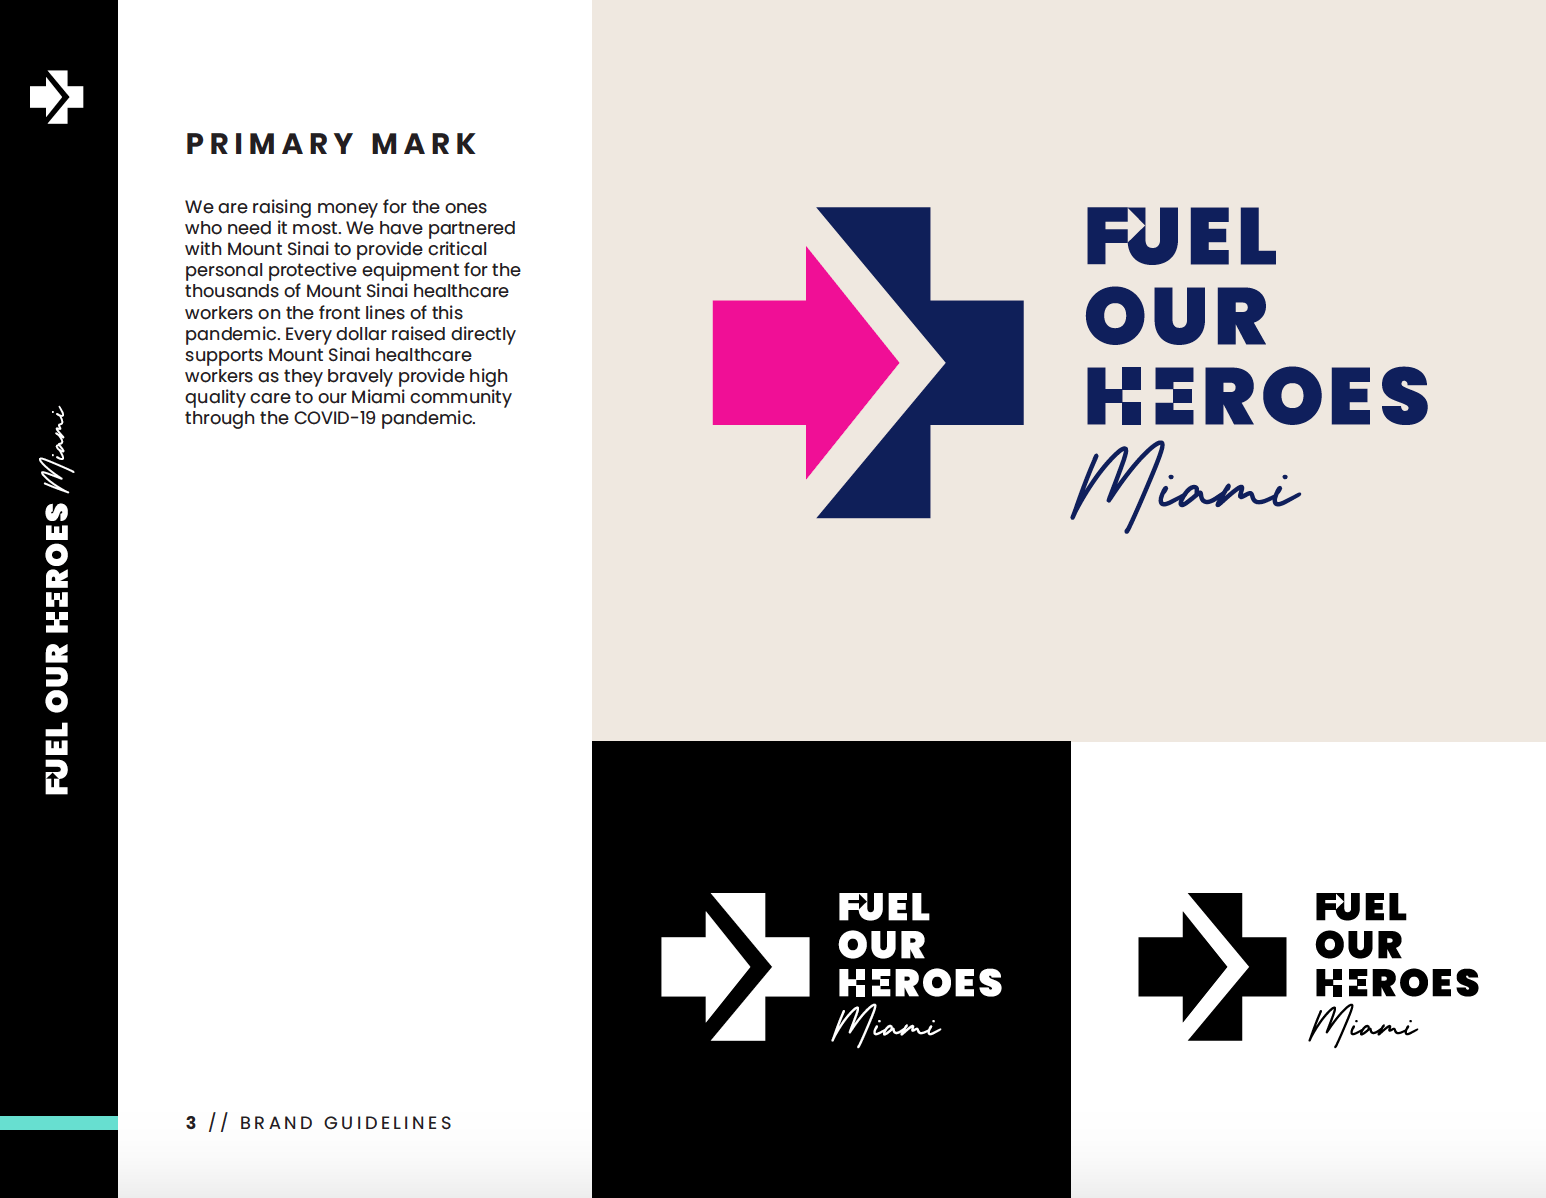 FUEL OUR HEROES Miami
PRIMARY MARK
We are raising money for the ones
who need it most. We have partnered
with Mount Sinai to provide critical
personal protective equipment for the
thousands of Mount Sinai healthcare
workers on the front lines of this
pandemic. Every dollar raised directly
supports Mount Sinai healthcare
workers as they bravely provide high
quality care to our Miami community
through the COVID-19 pandemic.
3 // BRAND GUIDELINES
FUEL
OUR
HEROES
Miami
FUEL
OUR
HEROES
Miami
FUEL
OUR
HEROES
Miami